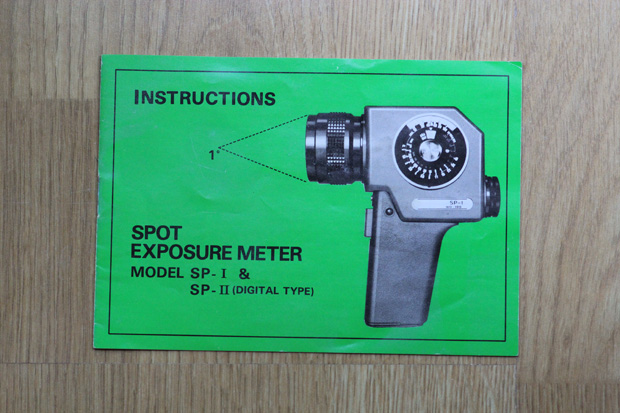 INSTRUCTIONS
1°
SP-I
SPOT
EXPOSURE METER
MODEL SP-I &
SP-II (DIGITAL TYPE)